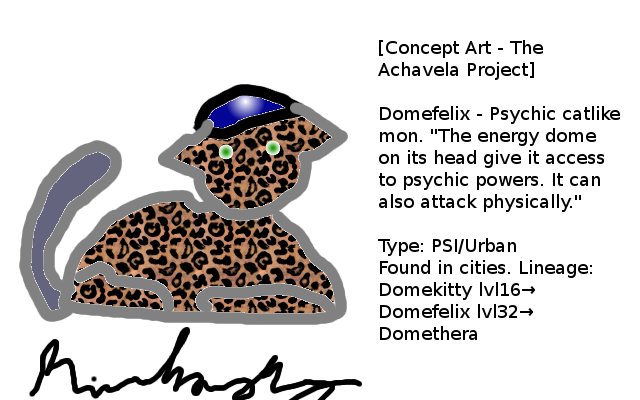 [Concept Art - The
Achavela Project]
Domefelix - Psychic catlike
mon. "The energy dome
on its head give it access
to psychic powers. It can
also attack physically."
Type: PSI/Urban
Found in cities. Lineage:
Domekitty lvl16→
Domefelix lvl32→
Domethera